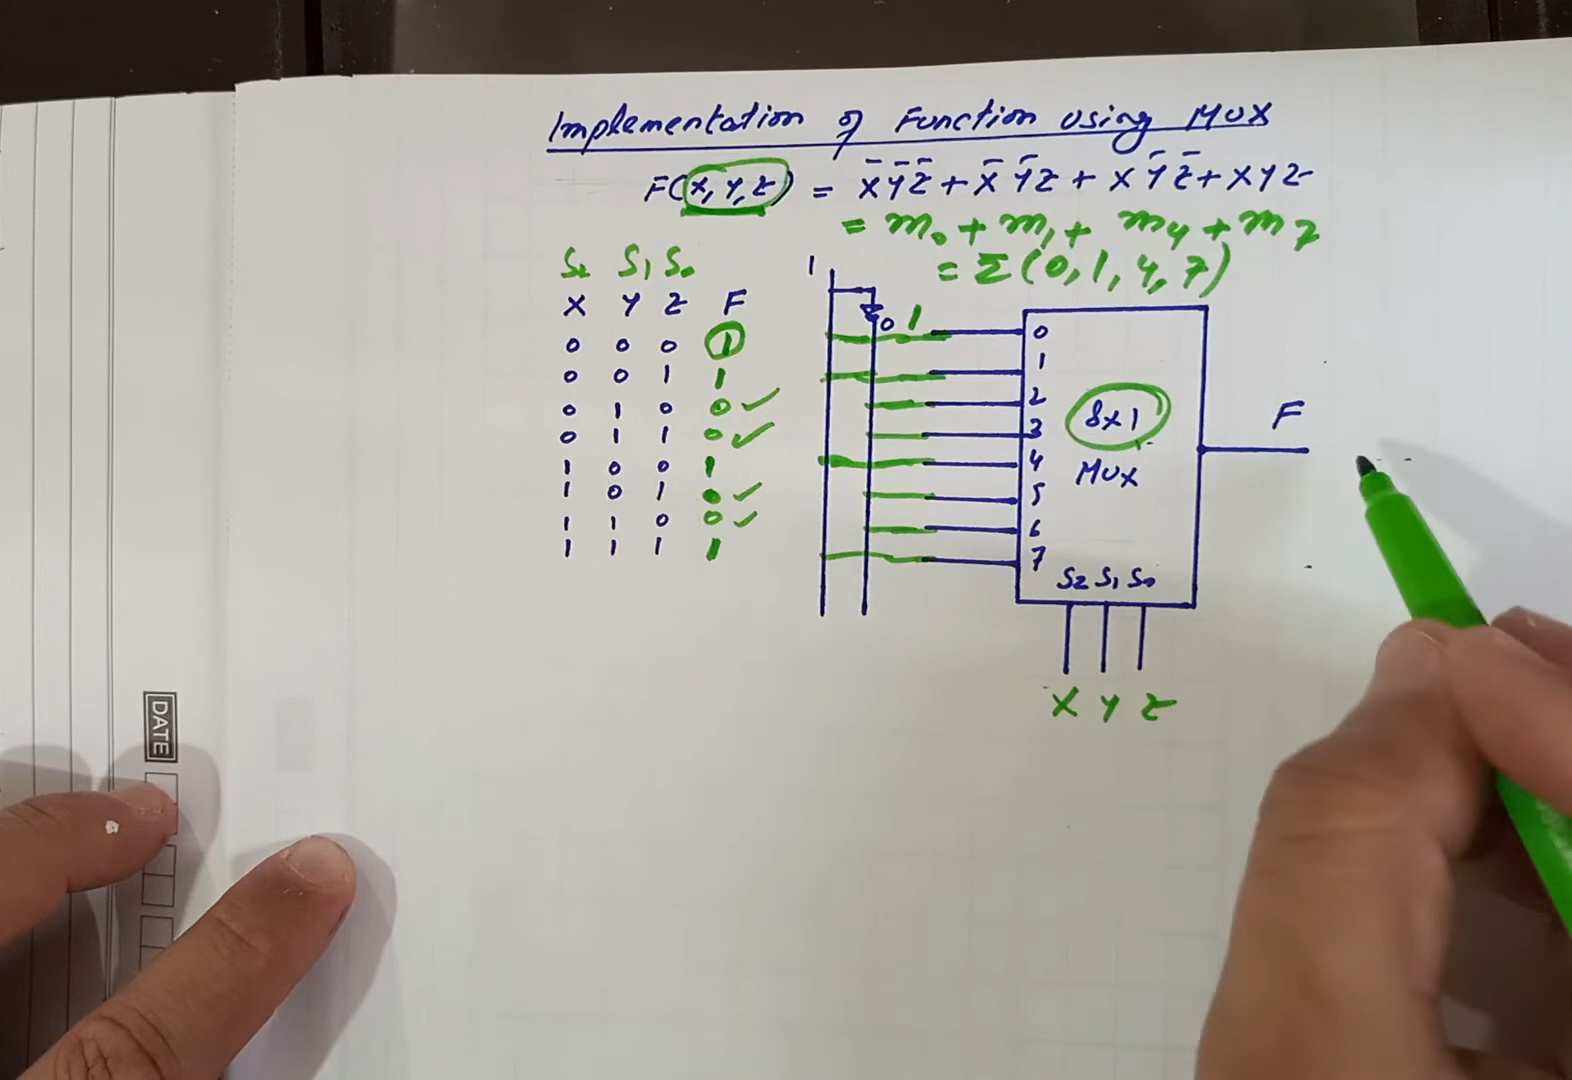 Implementation of Function using MUX
F(X, Y, Z) = X̅Y̅Z̅ + X̅Y̅Z + XY̅Z̅ + XYZ
= m₀ + m₁ + m₄ + m₇
= Σ(0, 1, 4, 7)
S₂ S₁ S₀
X Y Z F
0 0 0 1
0 0 1 1
0 1 0 0 ✓
0 1 1 0 ✓
1 0 0 1
1 0 1 0 ✓
1 1 0 0 ✓
1 1 1 1
1
0 1
0
1
2
3
4
5
6
7
8x1
MUX
S₂ S₁ S₀
X Y Z
F
DATE